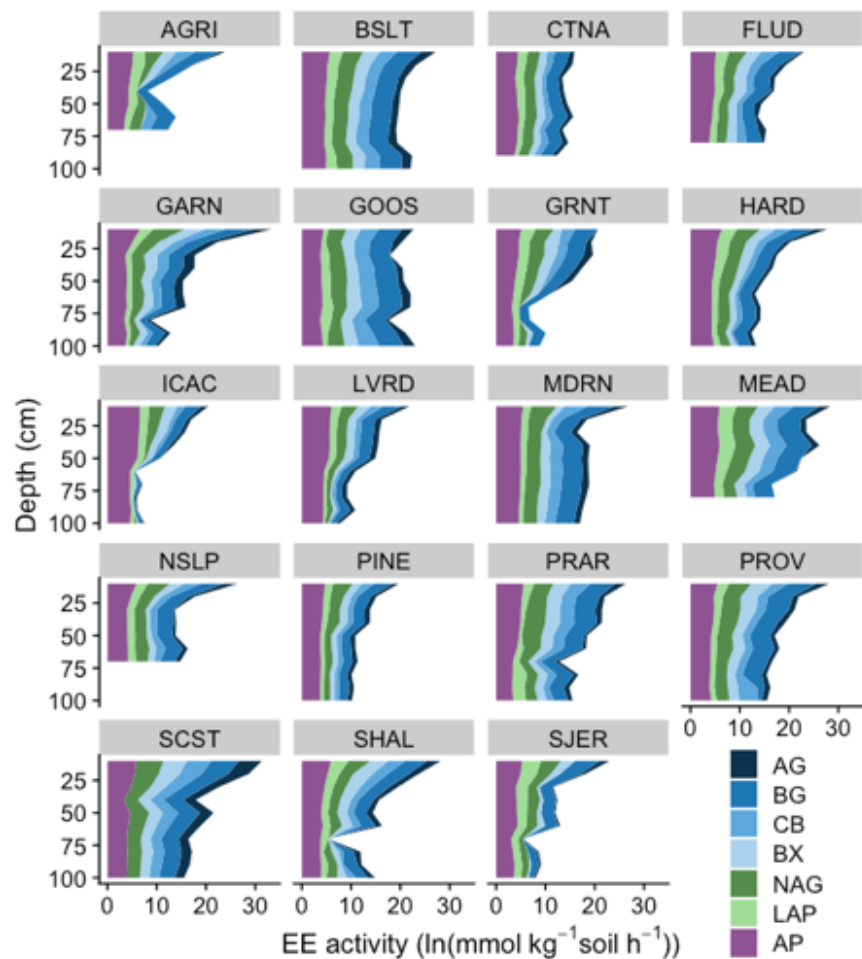 AGRI BSLT CTNA FLUD
25
50
75
100
GARN GOOS GRNT HARD
25
50
75
100
ICAC LVRD MDRN MEAD
25
50
75
100
NSLP PINE PRAR PROV
25
50
75
100
0 10 20 30
SCST SHAL SJER
25
50
75
100
0 10 20 30 0 10 20 30 0 10 20 30
Depth (cm)
EE activity (ln(mmol kg⁻¹soil h⁻¹))
AG
BG
CB
BX
NAG
LAP
AP